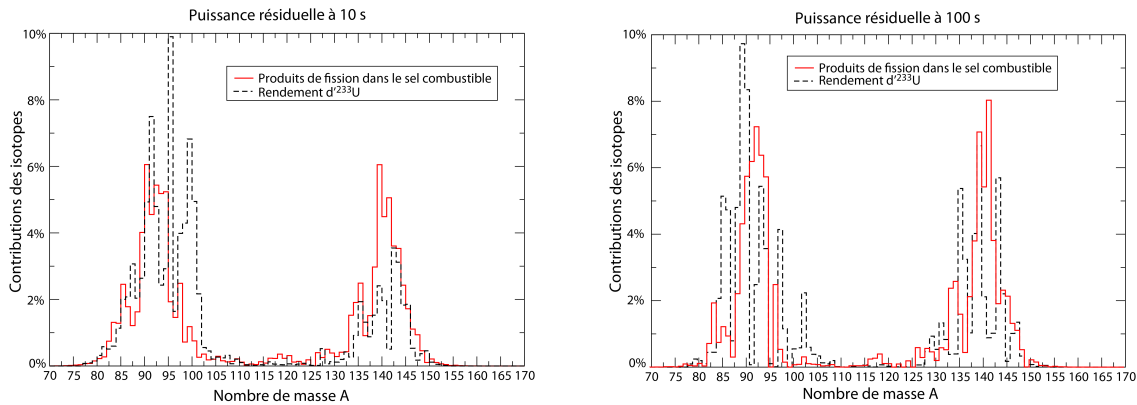 Puissance résiduelle à 10 s
10%
8%
6%
4%
2%
0%
Contributions des isotopes
Produits de fission dans le sel combustible
Rendement d'²³³U
70 75 80 85 90 95 100 105 110 115 120 125 130 135 140 145 150 155 160 165 170
Nombre de masse A
Puissance résiduelle à 100 s
10%
8%
6%
4%
2%
0%
Contributions des isotopes
Produits de fission dans le sel combustible
Rendement d'²³³U
70 75 80 85 90 95 100 105 110 115 120 125 130 135 140 145 150 155 160 165 170
Nombre de masse A